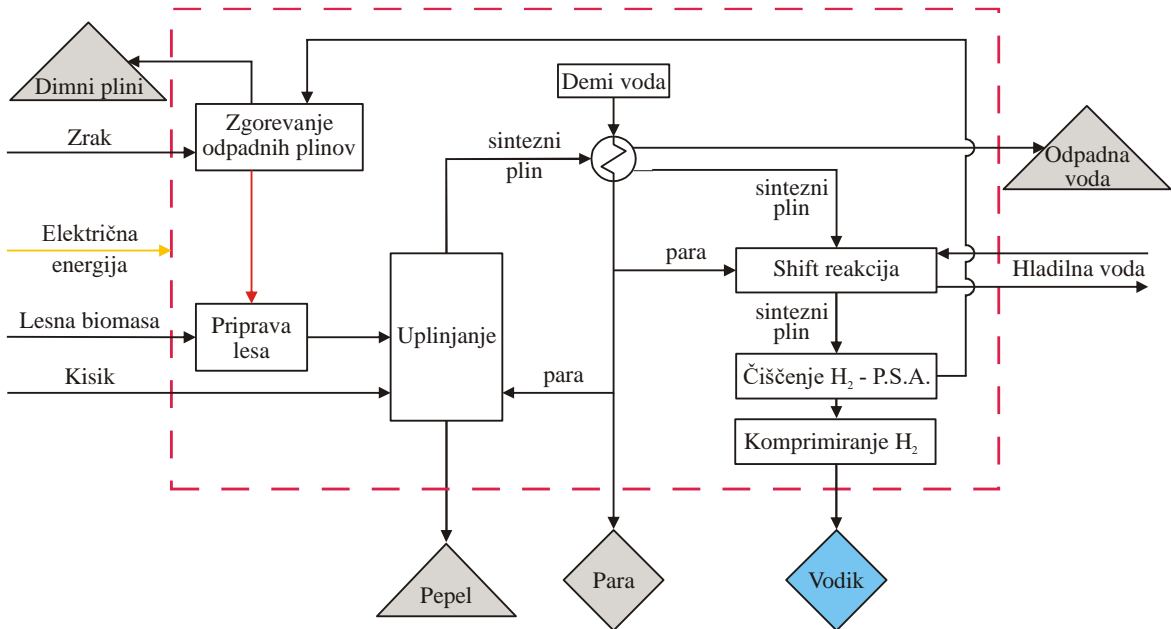 Dimni plini
Zrak
Zgorevanje
odpadnih plinov
Demi voda
sintezni
plin
Odpadna
voda
sintezni
plin
Električna
energija
para
Shift reakcija
Hladilna voda
Lesna biomasa
Priprava
lesa
Uplinjanje
sintezni
plin
Kisik
para
Čiščenje H₂ - P.S.A.
Komprimiranje H₂
Pepel
Para
Vodik